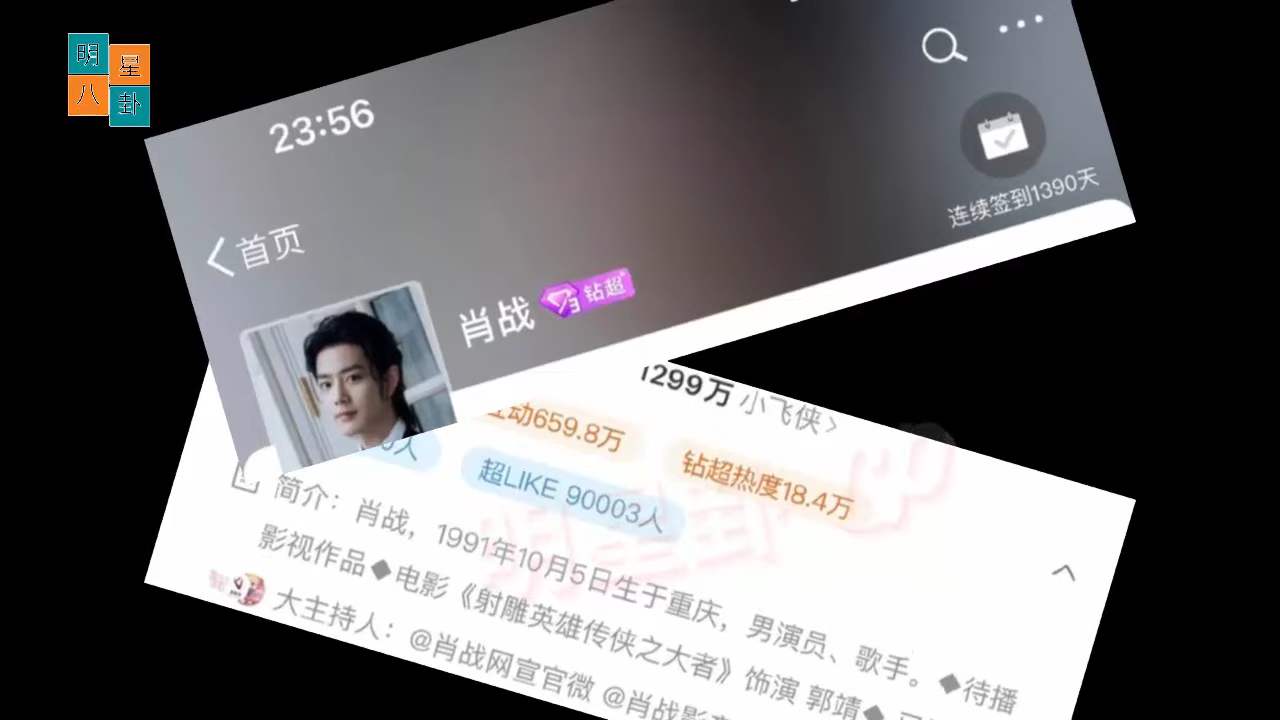 明星
八卦
23:56
连续签到1390天
首页
肖战 钻超
1299万 小飞侠
互动659.8万
钻超热度18.4万
人
超LIKE 90003人
简介：肖战，1991年10月5日生于重庆，男演员、歌手。◆待播
影视作品◆电影《射雕英雄传侠之大者》饰演 郭靖◆
大主持人：@肖战网宣官微 @肖战影